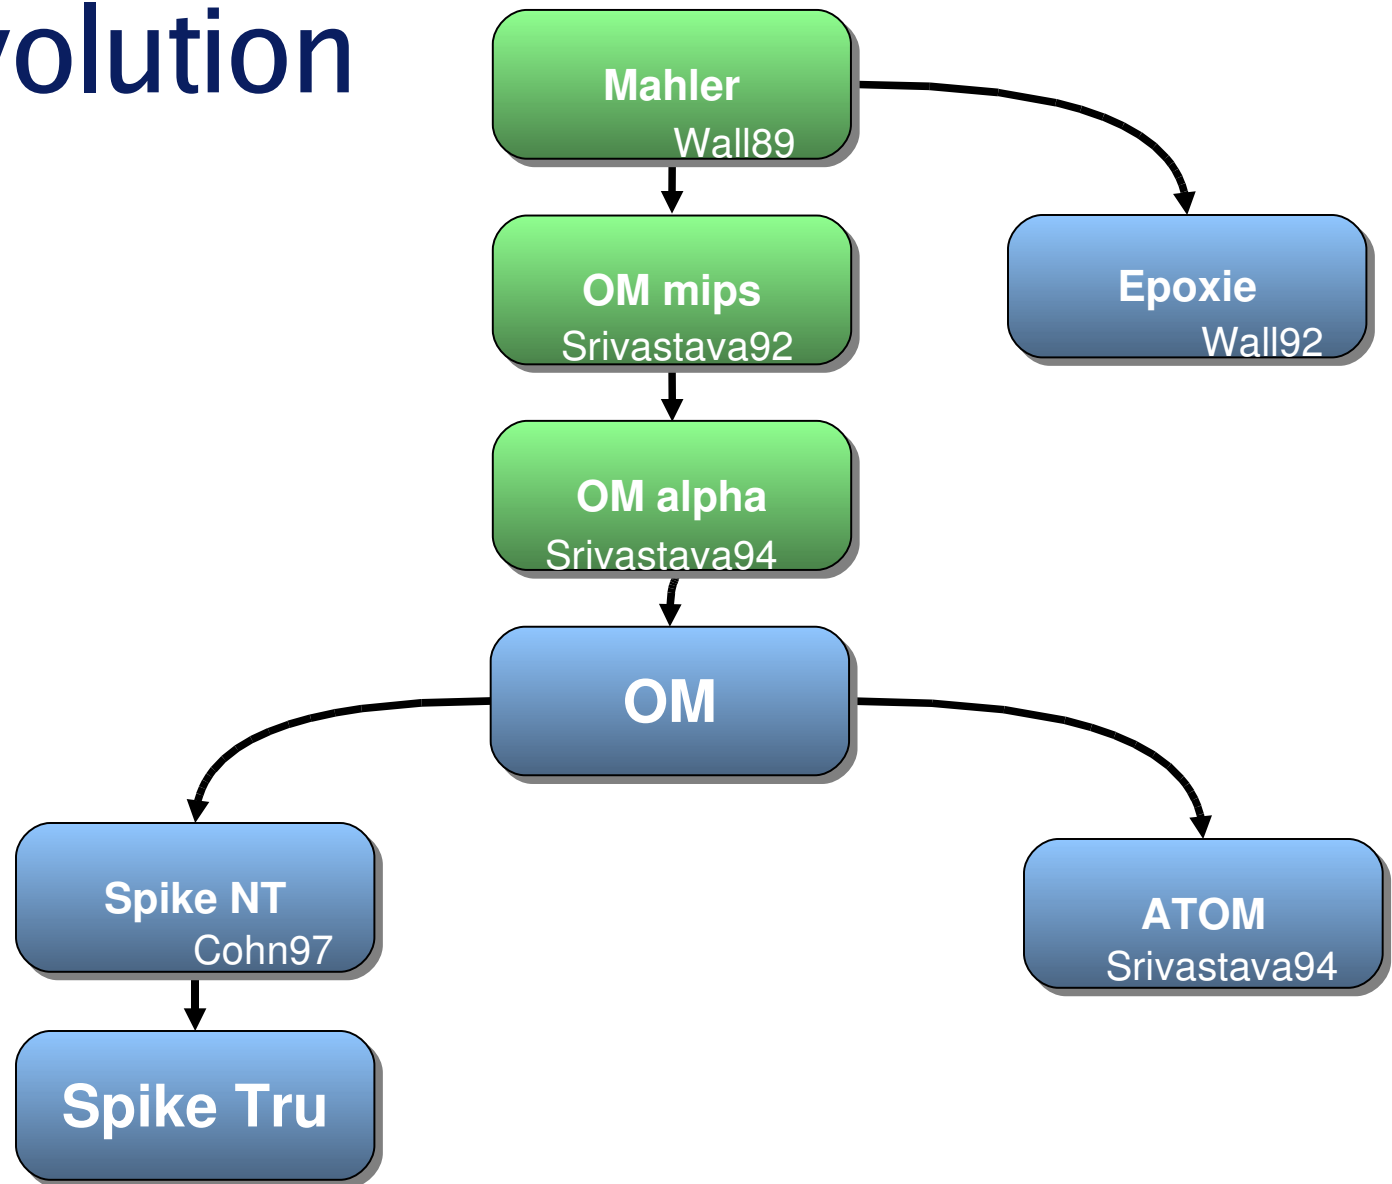 volution
Mahler
Wall89
OM mips
Srivastava92
Epoxie
Wall92
OM alpha
Srivastava94
OM
Spike NT
Cohn97
ATOM
Srivastava94
Spike Tru